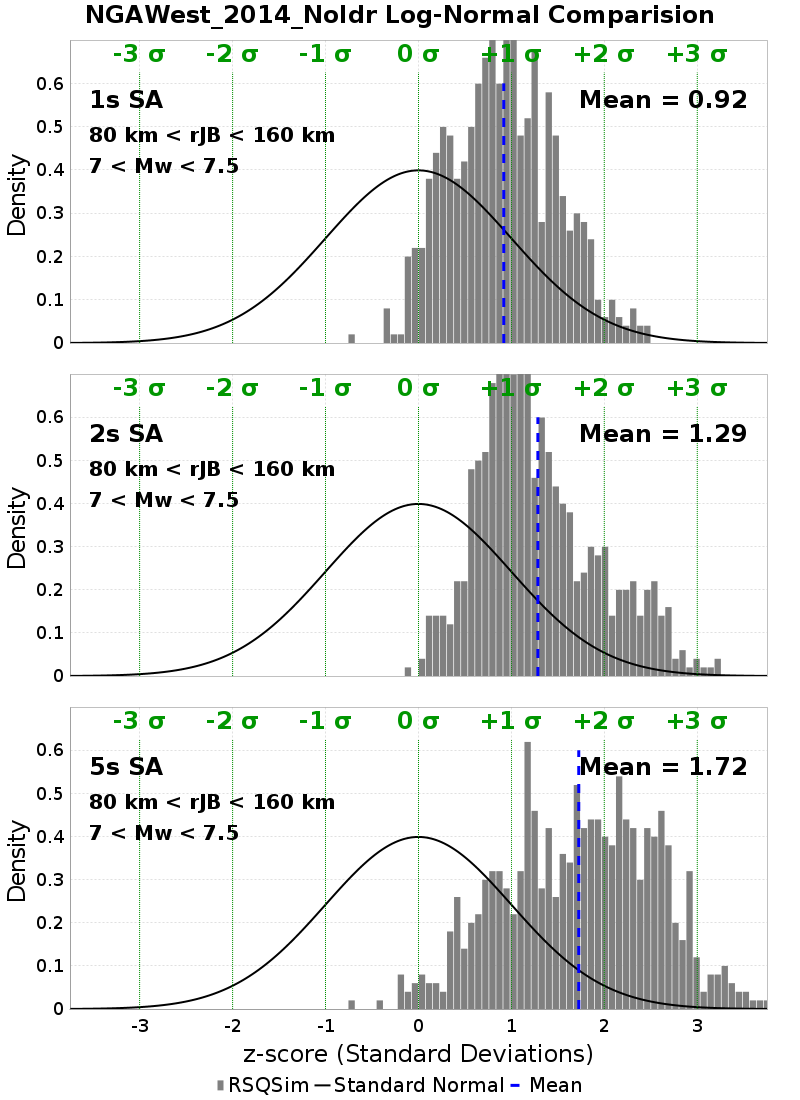 NGAWest_2014_NoIdr Log-Normal Comparision
-3 σ -2 σ -1 σ 0 σ +1 σ +2 σ +3 σ
1s SA Mean = 0.92
80 km < rJB < 160 km
7 < Mw < 7.5
Density
0.6
0.5
0.4
0.3
0.2
0.1
0
-3 σ -2 σ -1 σ 0 σ +1 σ +2 σ +3 σ
2s SA Mean = 1.29
80 km < rJB < 160 km
7 < Mw < 7.5
Density
0.6
0.5
0.4
0.3
0.2
0.1
0
-3 σ -2 σ -1 σ 0 σ +1 σ +2 σ +3 σ
5s SA Mean = 1.72
80 km < rJB < 160 km
7 < Mw < 7.5
Density
0.6
0.5
0.4
0.3
0.2
0.1
0
-3 -2 -1 0 1 2 3
z-score (Standard Deviations)
RSQSim Standard Normal Mean